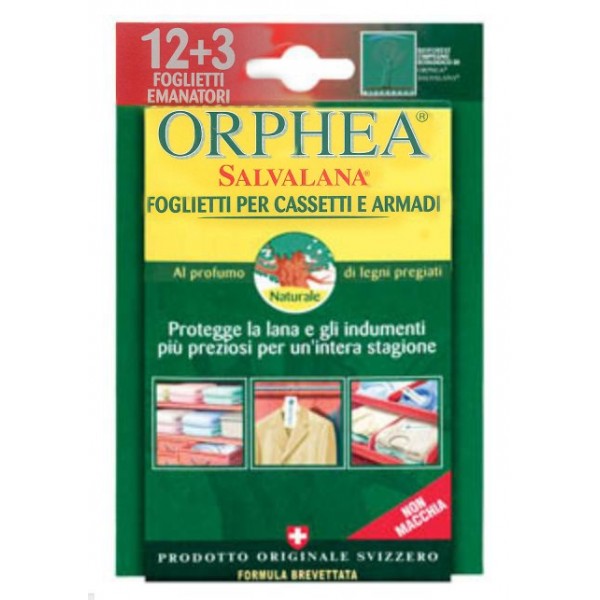 12+3
FOGLIETTI
EMANATORI
ORPHEA®
SALVALANA®
FOGLIETTI PER CASSETTI E ARMADI
Al profumo
di legni pregiati
Naturale
Protegge la lana e gli indumenti
più preziosi per un'intera stagione
NON
MACCHIA
PRODOTTO ORIGINALE SVIZZERO
FORMULA BREVETTATA